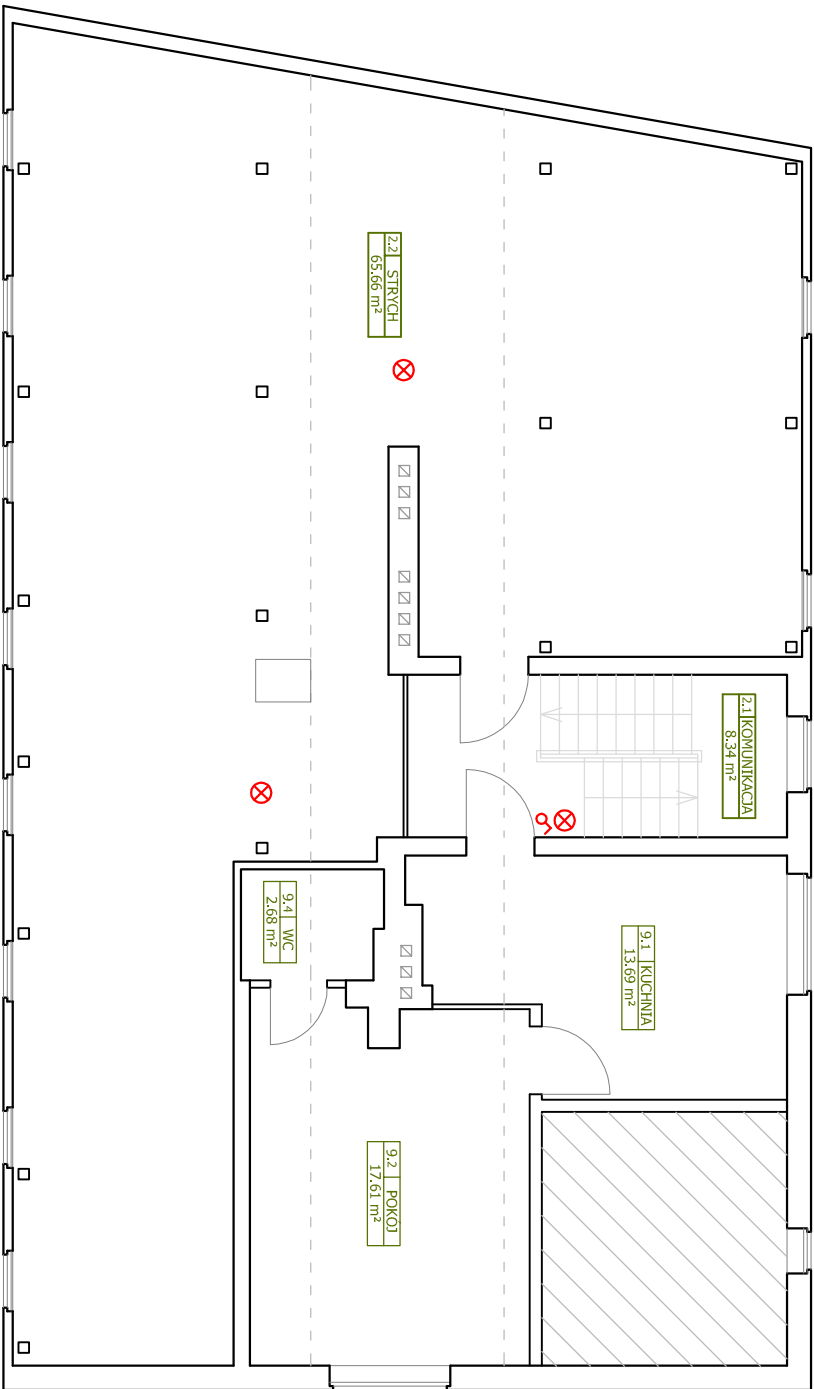 2.2 STRYCH
65.66 m²
2.1 KOMUNIKACJA
8.34 m²
9.4 WC
2.68 m²
9.1 KUCHNIA
13.69 m²
9.2 POKÓJ
17.61 m²